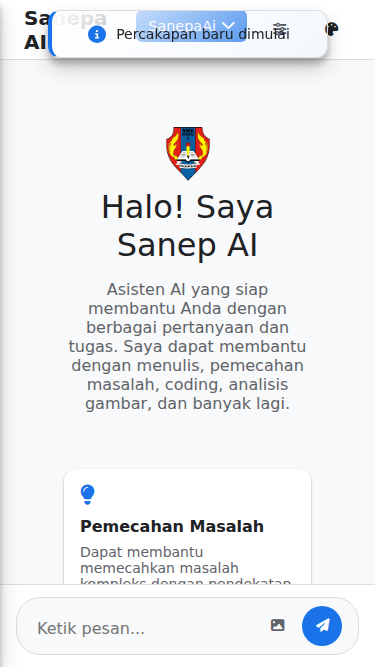 Sanepa
AI
SanepaAi
Percakapan baru dimulai
Halo! Saya
Sanep AI
Asisten AI yang siap
membantu Anda dengan
berbagai pertanyaan dan
tugas. Saya dapat membantu
dengan menulis, pemecahan
masalah, coding, analisis
gambar, dan banyak lagi.
Pemecahan Masalah
Dapat membantu
memecahkan masalah
kompleks dengan pendekatan
Ketik pesan...